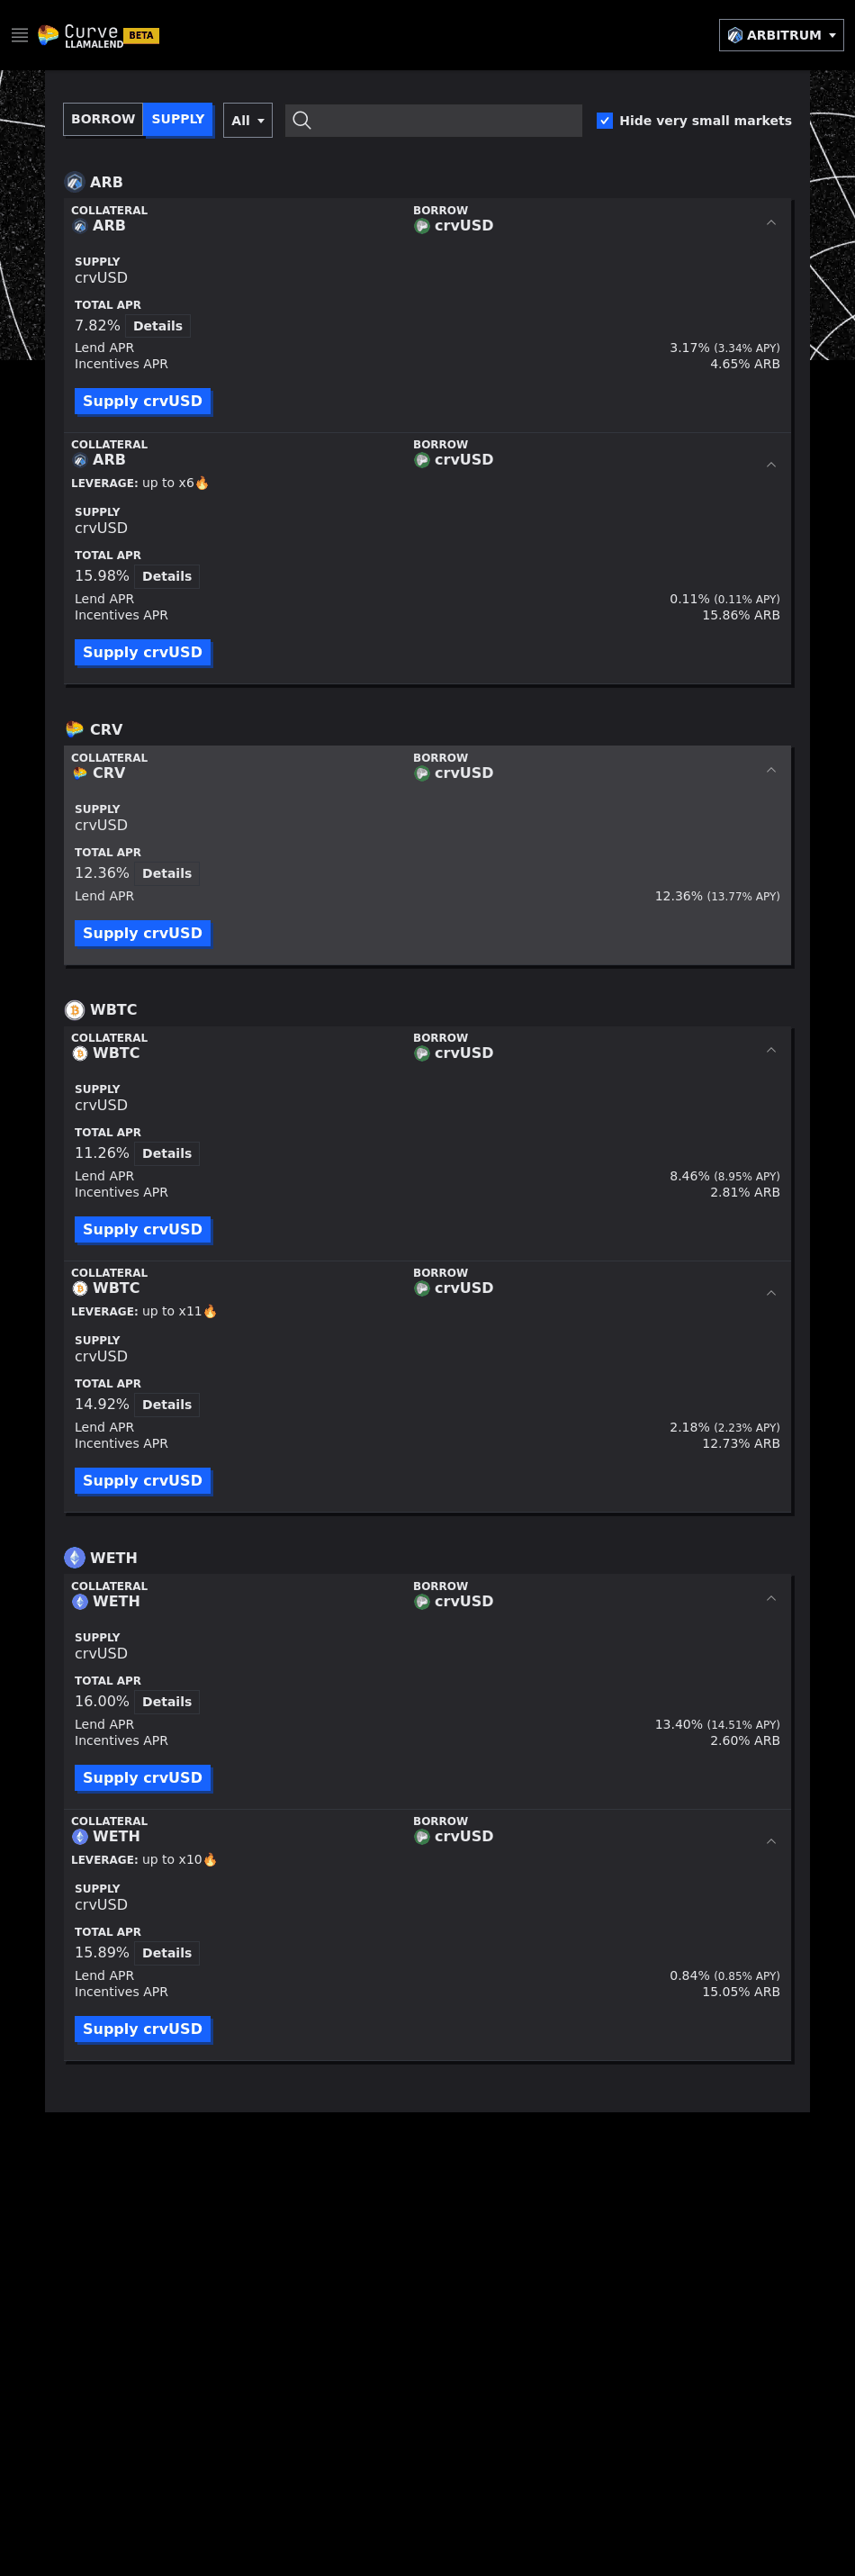 Curve
LLAMALEND
BETA
ARBITRUM
BORROW SUPPLY All Hide very small markets
ARB
COLLATERAL BORROW
ARB crvUSD
SUPPLY
crvUSD
TOTAL APR
7.82% Details
Lend APR 3.17% (3.34% APY)
Incentives APR 4.65% ARB
Supply crvUSD
COLLATERAL BORROW
ARB crvUSD
LEVERAGE: up to x6🔥
SUPPLY
crvUSD
TOTAL APR
15.98% Details
Lend APR 0.11% (0.11% APY)
Incentives APR 15.86% ARB
Supply crvUSD
CRV
COLLATERAL BORROW
CRV crvUSD
SUPPLY
crvUSD
TOTAL APR
12.36% Details
Lend APR 12.36% (13.77% APY)
Supply crvUSD
WBTC
COLLATERAL BORROW
WBTC crvUSD
SUPPLY
crvUSD
TOTAL APR
11.26% Details
Lend APR 8.46% (8.95% APY)
Incentives APR 2.81% ARB
Supply crvUSD
COLLATERAL BORROW
WBTC crvUSD
LEVERAGE: up to x11🔥
SUPPLY
crvUSD
TOTAL APR
14.92% Details
Lend APR 2.18% (2.23% APY)
Incentives APR 12.73% ARB
Supply crvUSD
WETH
COLLATERAL BORROW
WETH crvUSD
SUPPLY
crvUSD
TOTAL APR
16.00% Details
Lend APR 13.40% (14.51% APY)
Incentives APR 2.60% ARB
Supply crvUSD
COLLATERAL BORROW
WETH crvUSD
LEVERAGE: up to x10🔥
SUPPLY
crvUSD
TOTAL APR
15.89% Details
Lend APR 0.84% (0.85% APY)
Incentives APR 15.05% ARB
Supply crvUSD